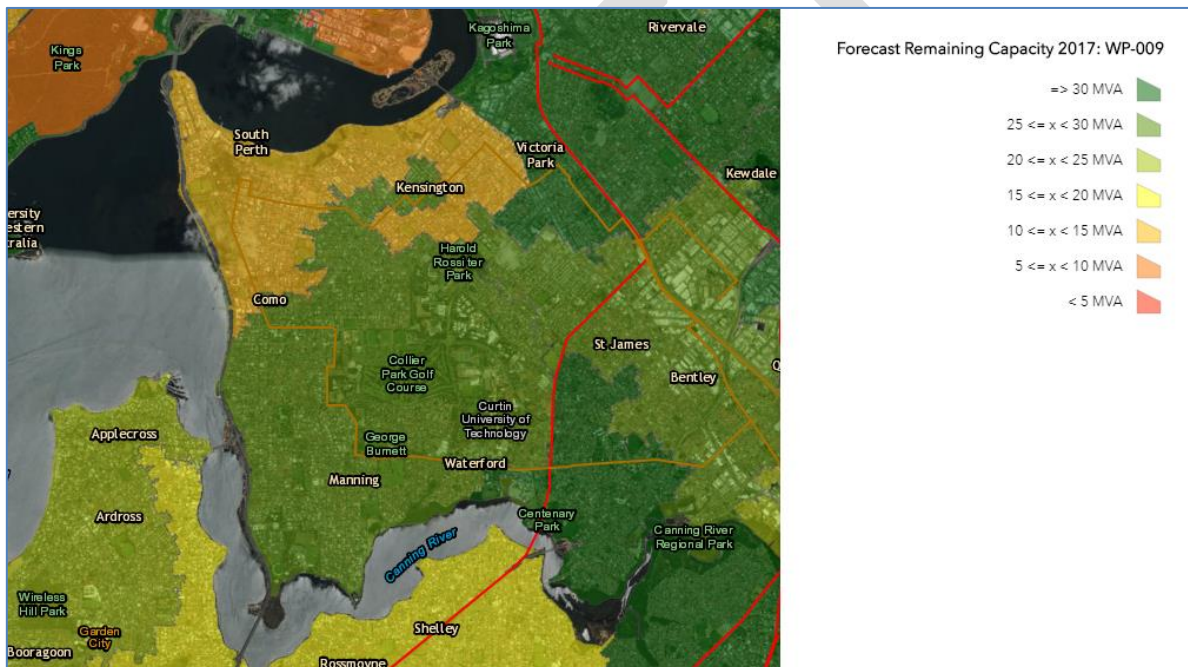 Forecast Remaining Capacity 2017: WP-009
=> 30 MVA
25 <= x < 30 MVA
20 <= x < 25 MVA
15 <= x < 20 MVA
10 <= x < 15 MVA
5 <= x < 10 MVA
< 5 MVA
Kagoshima
Park
Rivervale
Kings
Park
South
Perth
Victoria
Park
Kensington
Kewdale
ersity
estern
tralia
Harold
Rossiter
Park
Como
St James
Collier
Park Golf
Course
Bentley
Q
Curtin
University of
Technology
Applecross
George
Burnett
Waterford
Manning
Ardross
Centenary
Park
Canning River
Regional Park
Canning River
Wireless
Hill Park
Garden
City
Shelley
Booragoon
Rossmoyne